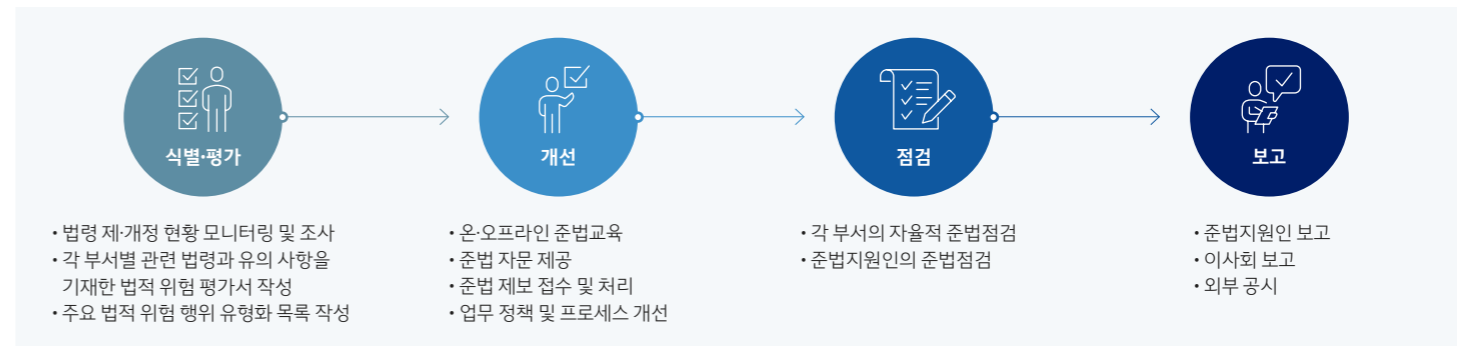 식별·평가
• 법령 제·개정 현황 모니터링 및 조사
• 각 부서별 관련 법령과 유의 사항을
기재한 법적 위험 평가서 작성
• 주요 법적 위험 행위 유형화 목록 작성
개선
• 온·오프라인 준법교육
• 준법 자문 제공
• 준법 제보 접수 및 처리
• 업무 정책 및 프로세스 개선
점검
• 각 부서의 자율적 준법점검
• 준법지원인의 준법점검
보고
• 준법지원인 보고
• 이사회 보고
• 외부 공시